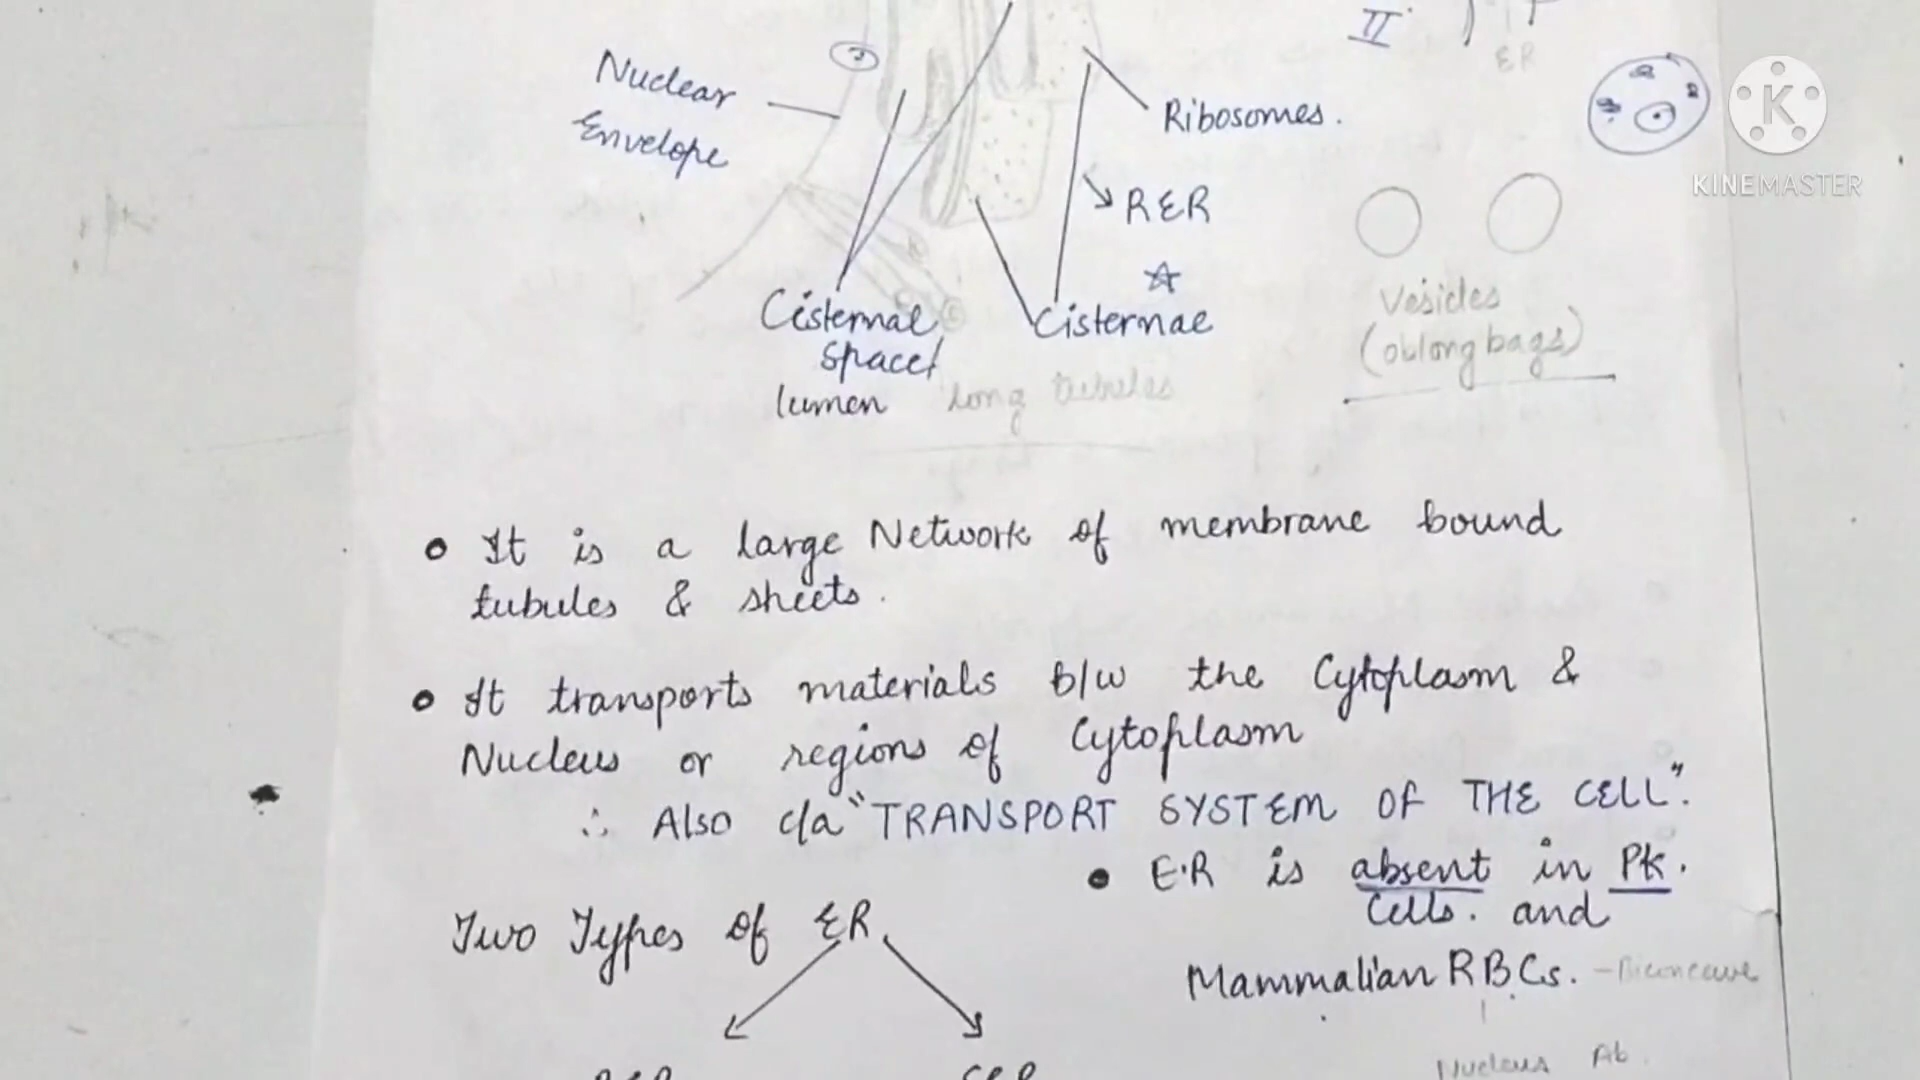 II
ER
Nuclear
Envelope
Ribosomes.
RER
Cisternal
space/
lumen
Cisternae
long tubules
Vesicles
(oblong bags)
K
KINEMASTER
• It is a large Network of membrane bound
tubules & sheets.
• It transports materials b/w the Cytoplasm &
Nucleus or regions of Cytoplasm
∴ Also c/a "TRANSPORT SYSTEM OF THE CELL".
• E.R is absent in Pk.
Cells. and
Mammalian RBCs. - Biconcave
Nucleus Ab.
Two Types of ER